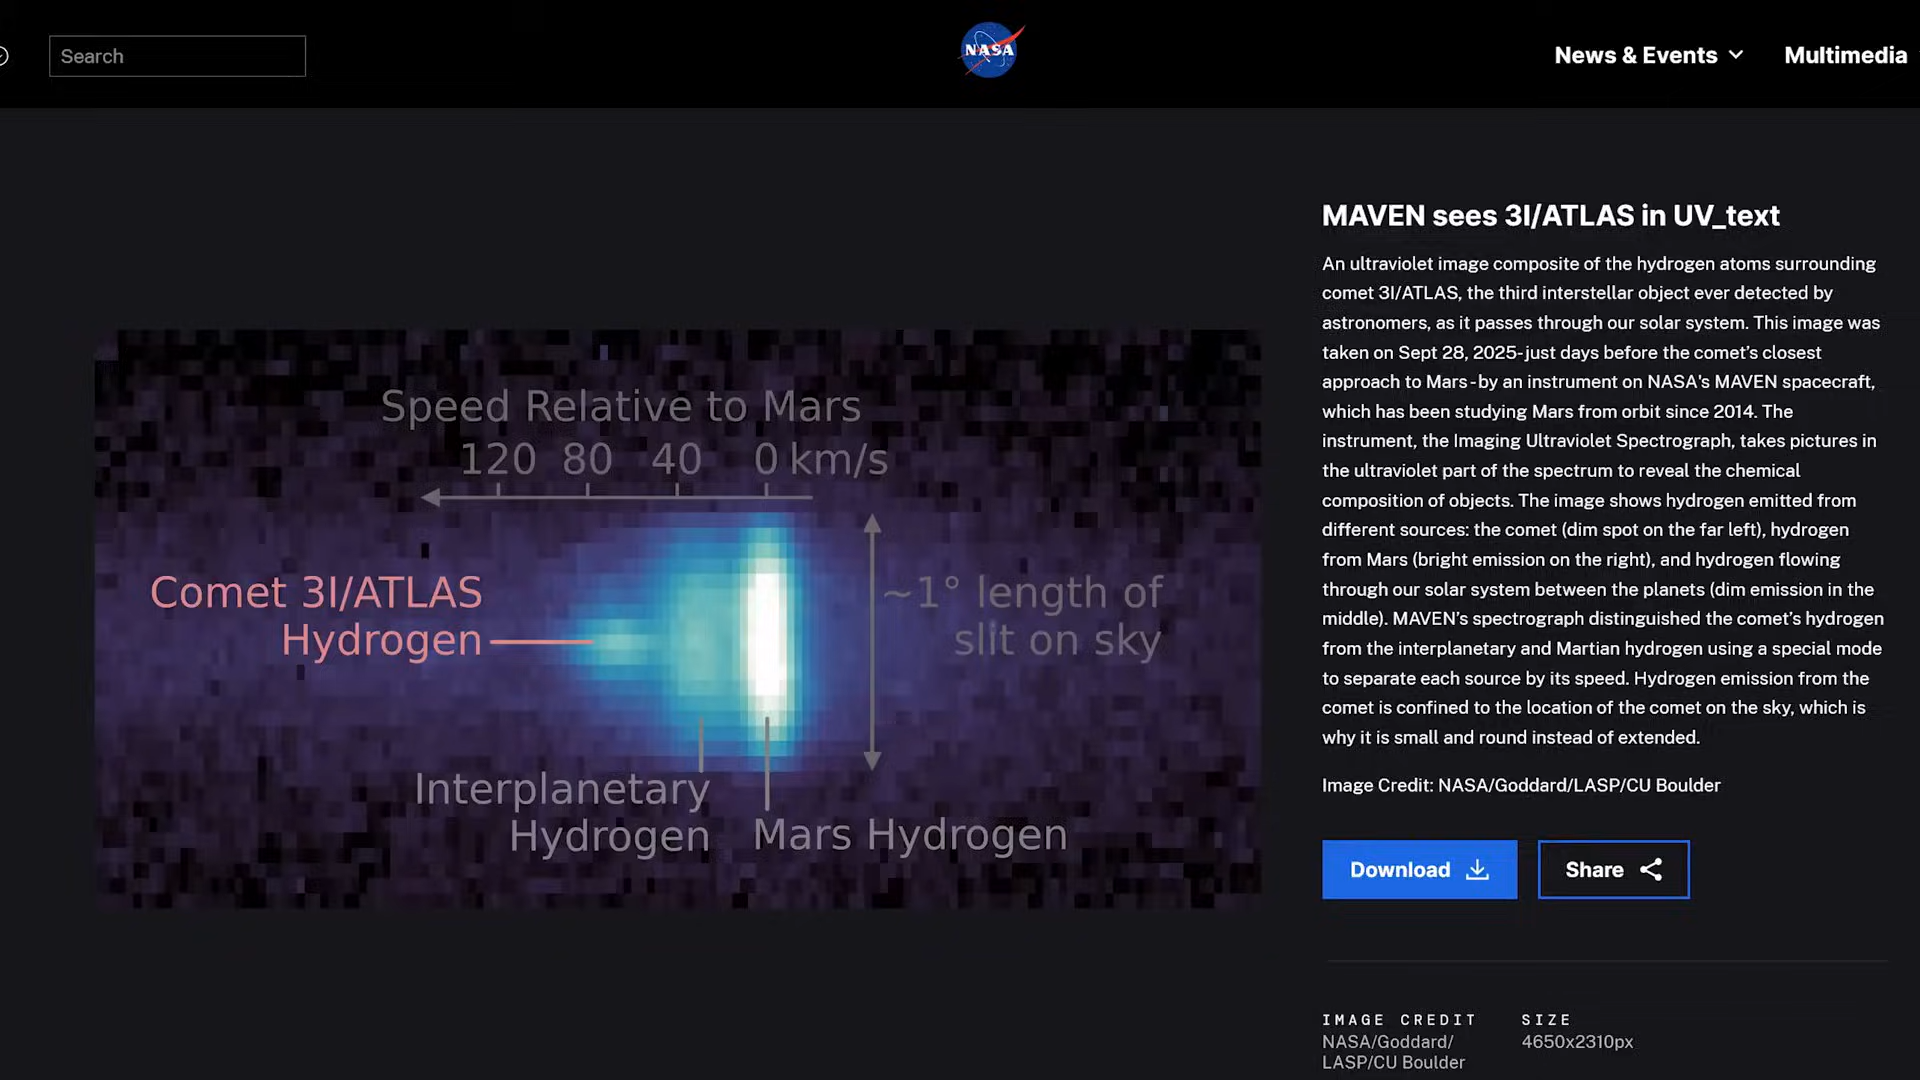 Search
NASA
News & Events
Multimedia
Speed Relative to Mars
120 80 40 0 km/s
Comet 3I/ATLAS
Hydrogen
~1° length of
slit on sky
Interplanetary
Hydrogen
Mars Hydrogen
MAVEN sees 3I/ATLAS in UV_text
An ultraviolet image composite of the hydrogen atoms surrounding
comet 3I/ATLAS, the third interstellar object ever detected by
astronomers, as it passes through our solar system. This image was
taken on Sept 28, 2025-just days before the comet’s closest
approach to Mars-by an instrument on NASA's MAVEN spacecraft,
which has been studying Mars from orbit since 2014. The
instrument, the Imaging Ultraviolet Spectrograph, takes pictures in
the ultraviolet part of the spectrum to reveal the chemical
composition of objects. The image shows hydrogen emitted from
different sources: the comet (dim spot on the far left), hydrogen
from Mars (bright emission on the right), and hydrogen flowing
through our solar system between the planets (dim emission in the
middle). MAVEN’s spectrograph distinguished the comet’s hydrogen
from the interplanetary and Martian hydrogen using a special mode
to separate each source by its speed. Hydrogen emission from the
comet is confined to the location of the comet on the sky, which is
why it is small and round instead of extended.
Image Credit: NASA/Goddard/LASP/CU Boulder
Download
Share
IMAGE CREDIT
NASA/Goddard/
LASP/CU Boulder
SIZE
4650x2310px